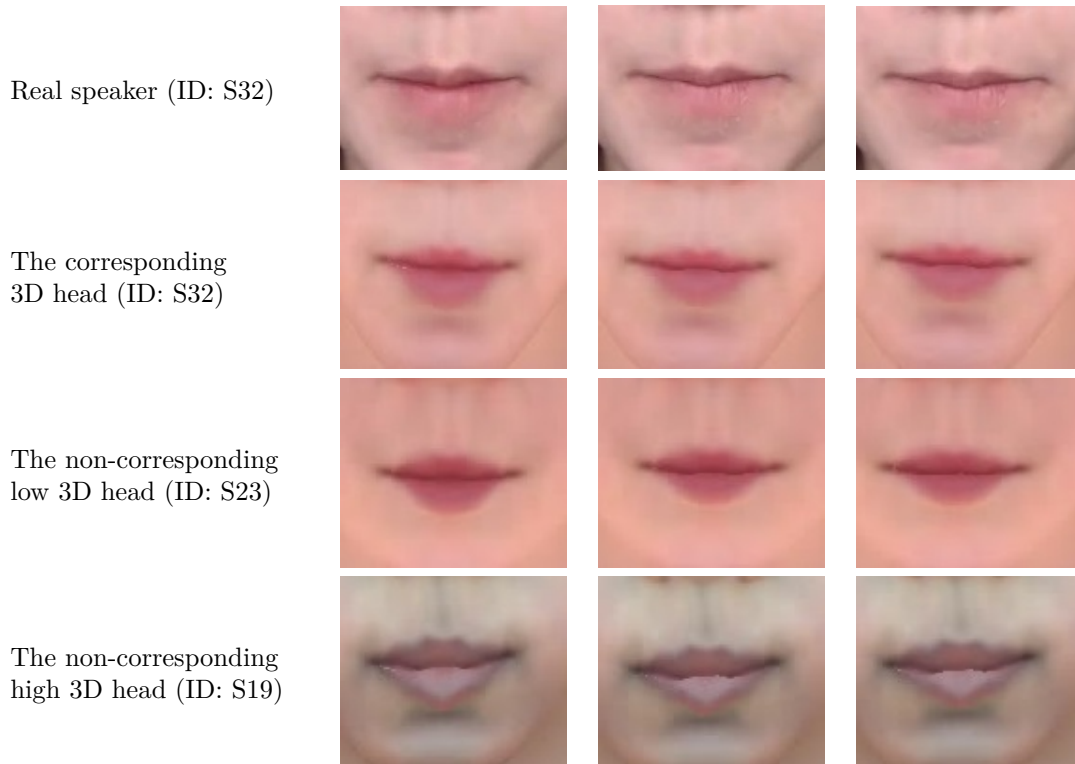 Real speaker (ID: S32)
The corresponding
3D head (ID: S32)
The non-corresponding
low 3D head (ID: S23)
The non-corresponding
high 3D head (ID: S19)